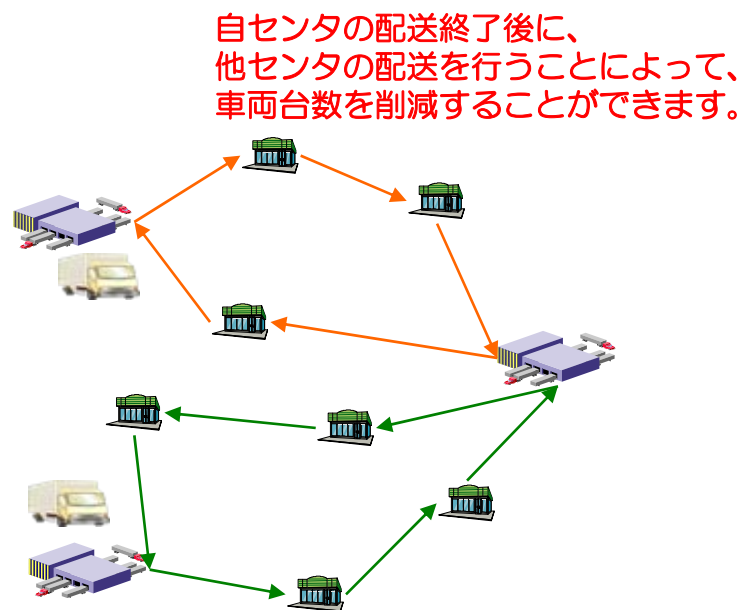 自センタの配送終了後に、
他センタの配送を行うことによって、
車両台数を削減することができます。